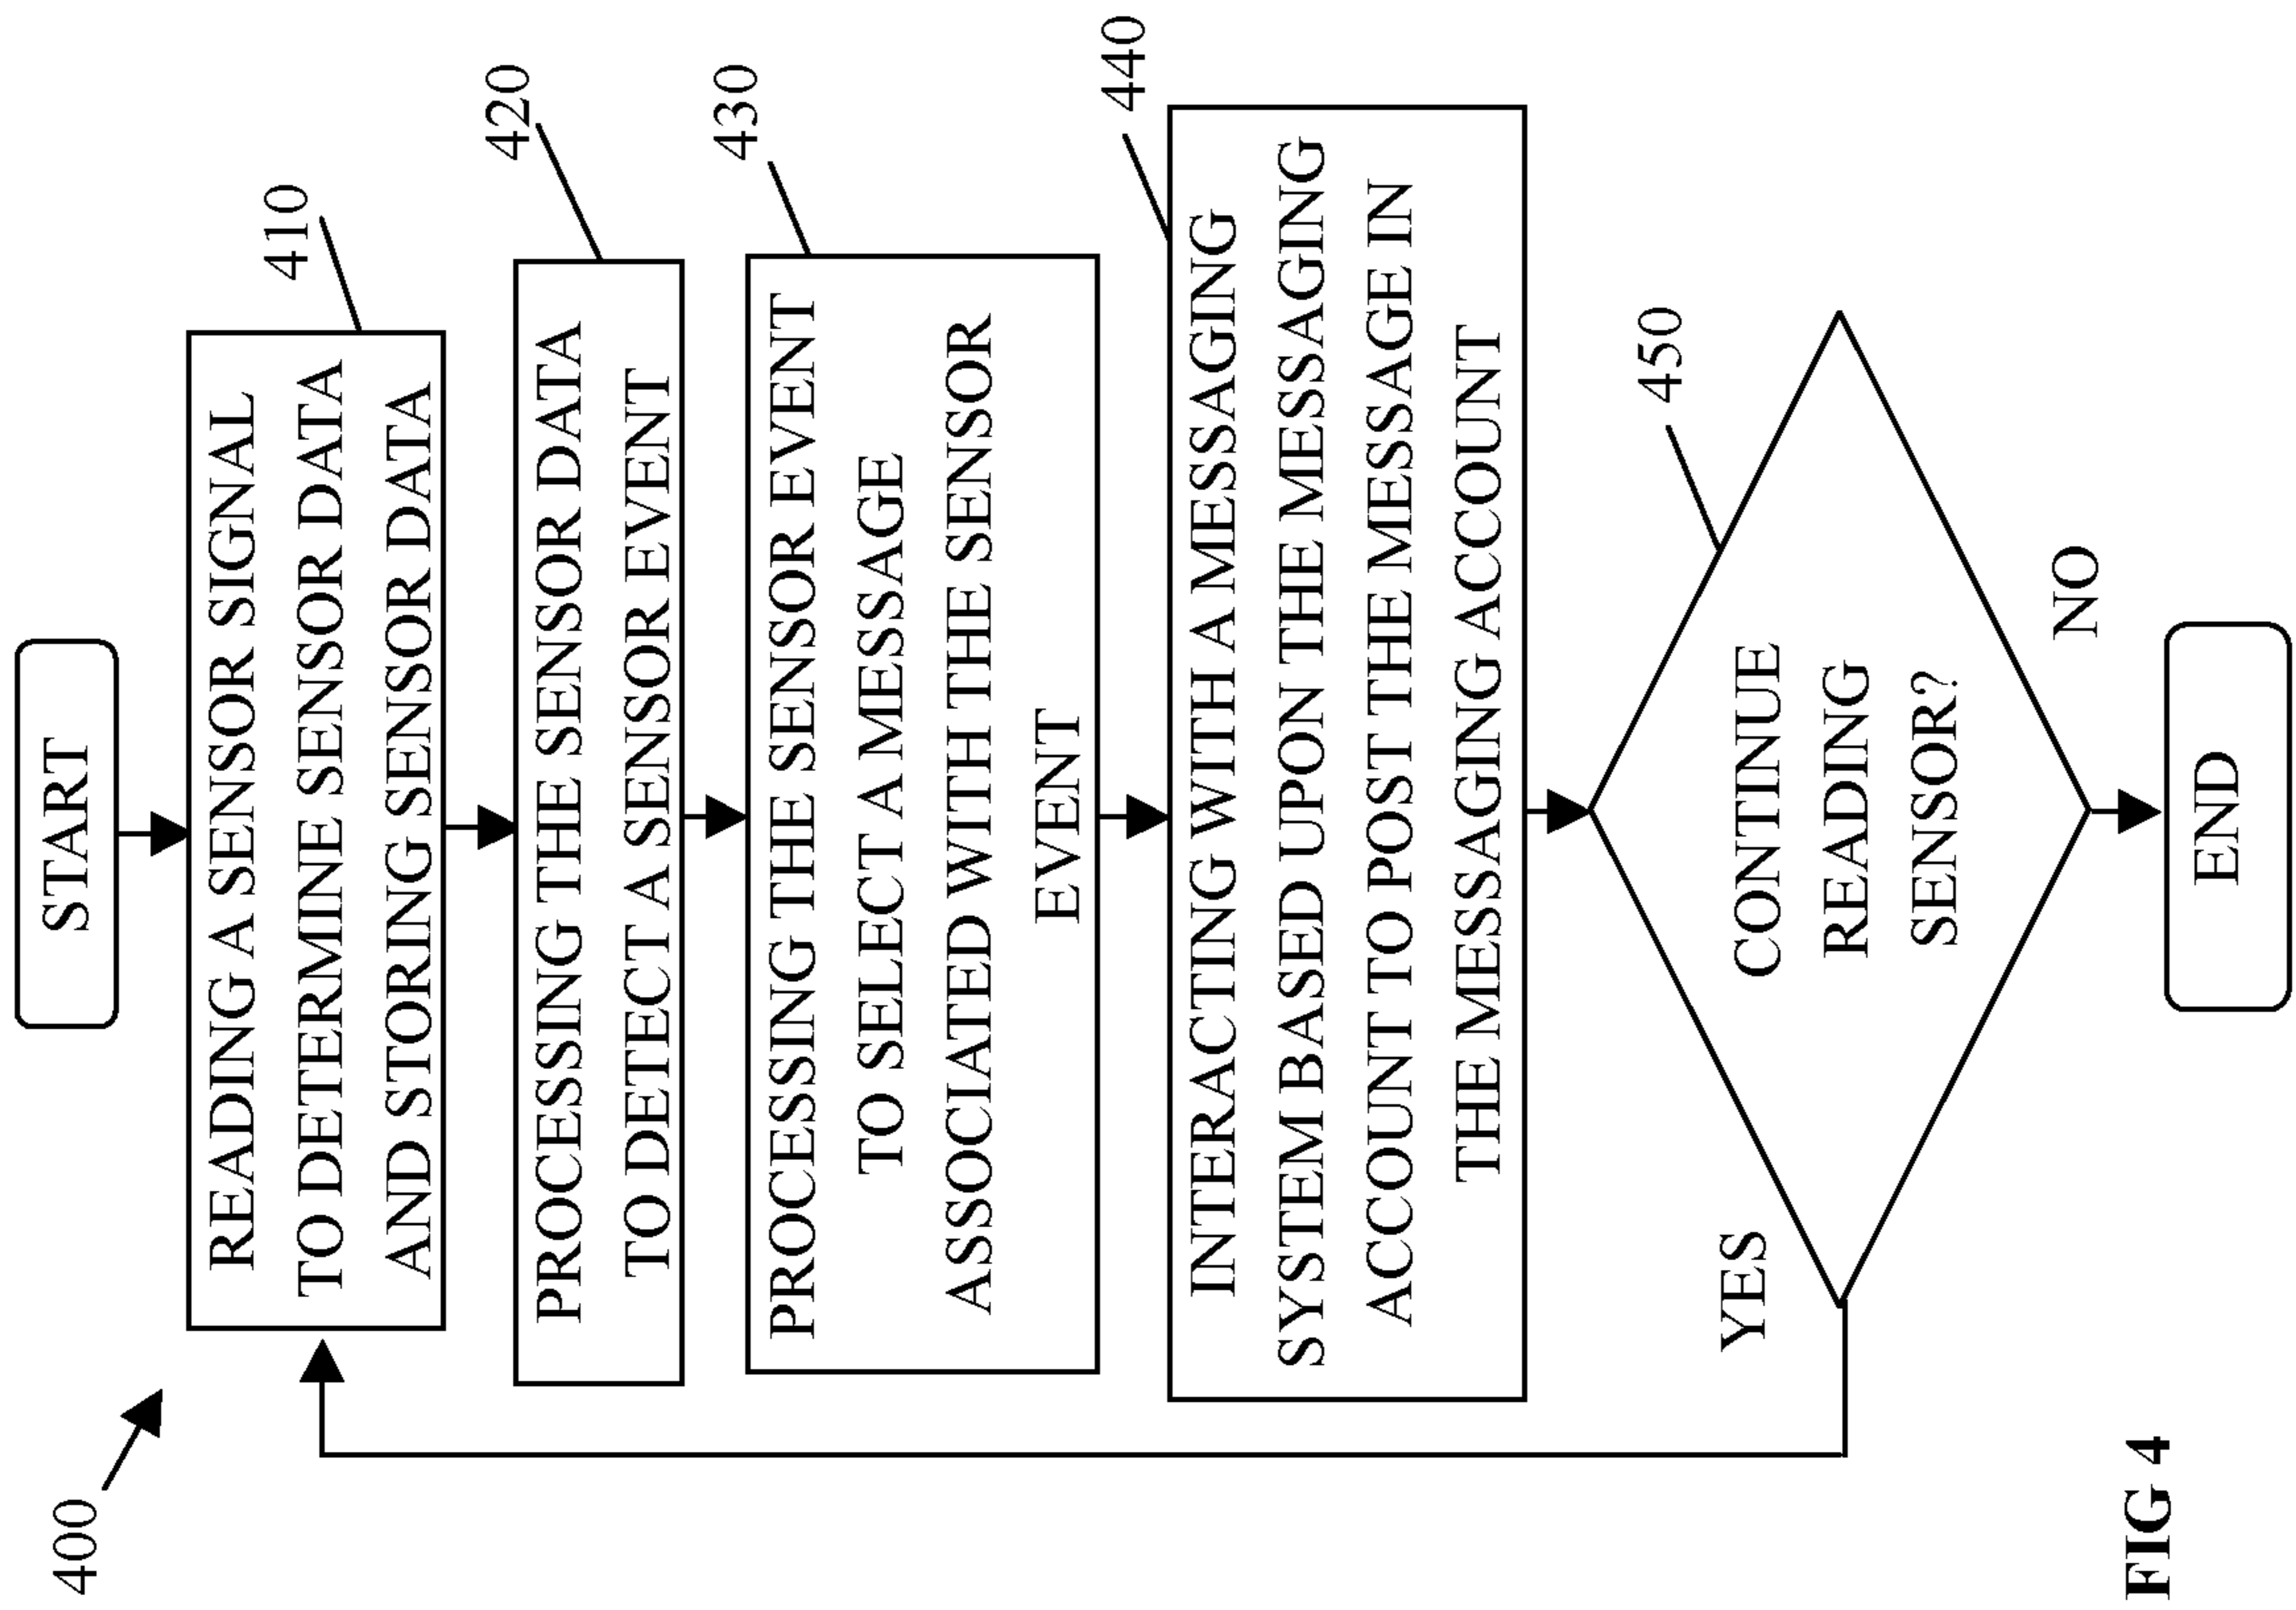 400
START
410
READING A SENSOR SIGNAL
TO DETERMINE SENSOR DATA
AND STORING SENSOR DATA
420
PROCESSING THE SENSOR DATA
TO DETECT A SENSOR EVENT
430
PROCESSING THE SENSOR EVENT
TO SELECT A MESSAGE
ASSOCIATED WITH THE SENSOR
EVENT
440
INTERACTING WITH A MESSAGING
SYSTEM BASED UPON THE MESSAGING
ACCOUNT TO POST THE MESSAGE IN
THE MESSAGING ACCOUNT
450
YES
CONTINUE
READING
SENSOR?
NO
END
FIG 4